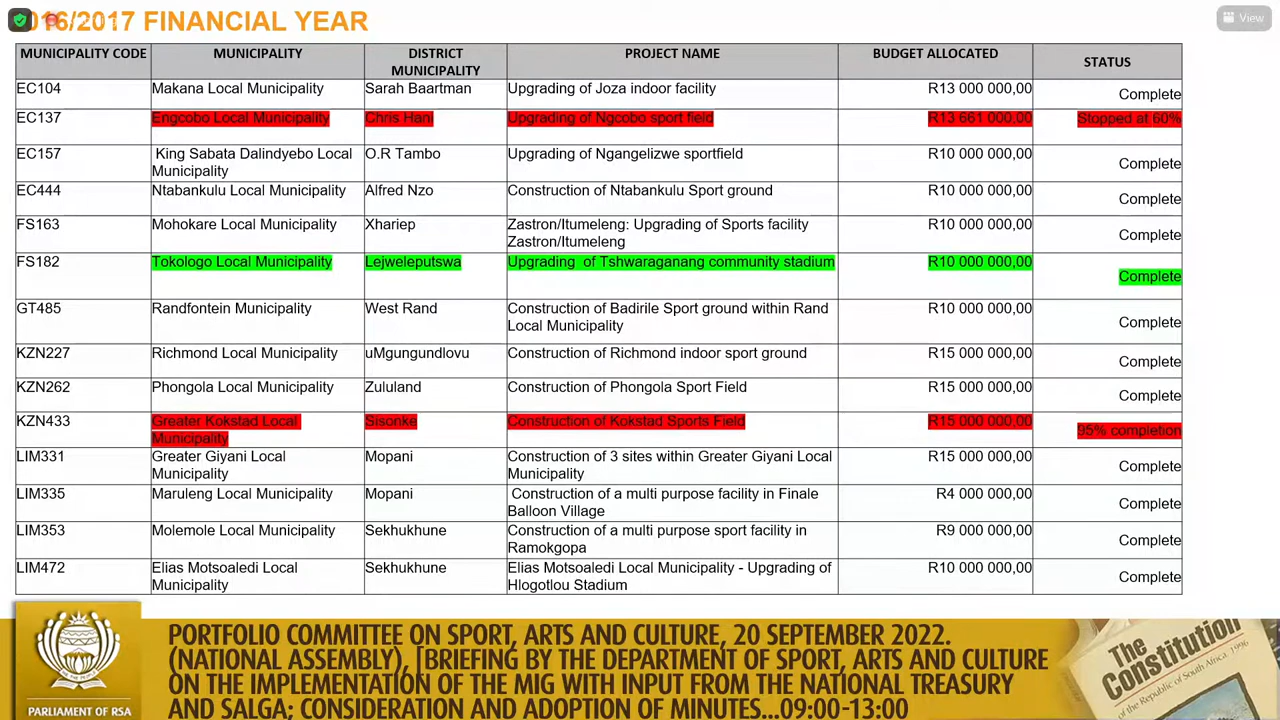 016/2017 FINANCIAL YEAR
View
MUNICIPALITY CODE MUNICIPALITY DISTRICT MUNICIPALITY PROJECT NAME BUDGET ALLOCATED STATUS
EC104 Makana Local Municipality Sarah Baartman Upgrading of Joza indoor facility R13 000 000,00 Complete
EC137 Engcobo Local Municipality Chris Hani Upgrading of Ngcobo sport field R13 661 000,00 Stopped at 60%
EC157 King Sabata Dalindyebo Local Municipality O.R Tambo Upgrading of Ngangelizwe sportfield R10 000 000,00 Complete
EC444 Ntabankulu Local Municipality Alfred Nzo Construction of Ntabankulu Sport ground R10 000 000,00 Complete
FS163 Mohokare Local Municipality Xhariep Zastron/Itumeleng: Upgrading of Sports facility Zastron/Itumeleng R10 000 000,00 Complete
FS182 Tokologo Local Municipality Lejweleputswa Upgrading of Tshwaraganang community stadium R10 000 000,00 Complete
GT485 Randfontein Municipality West Rand Construction of Badirile Sport ground within Rand Local Municipality R10 000 000,00 Complete
KZN227 Richmond Local Municipality uMgungundlovu Construction of Richmond indoor sport ground R15 000 000,00 Complete
KZN262 Phongola Local Municipality Zululand Construction of Phongola Sport Field R15 000 000,00 Complete
KZN433 Greater Kokstad Local Municipality Sisonke Construction of Kokstad Sports Field R15 000 000,00 95% completion
LIM331 Greater Giyani Local Municipality Mopani Construction of 3 sites within Greater Giyani Local Municipality R15 000 000,00 Complete
LIM335 Maruleng Local Municipality Mopani Construction of a multi purpose facility in Finale Balloon Village R4 000 000,00 Complete
LIM353 Molemole Local Municipality Sekhukhune Construction of a multi purpose sport facility in Ramokgopa R9 000 000,00 Complete
LIM472 Elias Motsoaledi Local Municipality Sekhukhune Elias Motsoaledi Local Municipality - Upgrading of Hlogotlou Stadium R10 000 000,00 Complete
PORTFOLIO COMMITTEE ON SPORT, ARTS AND CULTURE, 20 SEPTEMBER 2022.
(NATIONAL ASSEMBLY), [BRIEFING BY THE DEPARTMENT OF SPORT, ARTS AND CULTURE
ON THE IMPLEMENTATION OF THE MIG WITH INPUT FROM THE NATIONAL TREASURY
AND SALGA; CONSIDERATION AND ADOPTION OF MINUTES...09:00-13:00
PARLIAMENT OF RSA
The
Constitution
of the Republic of South Africa, 1996